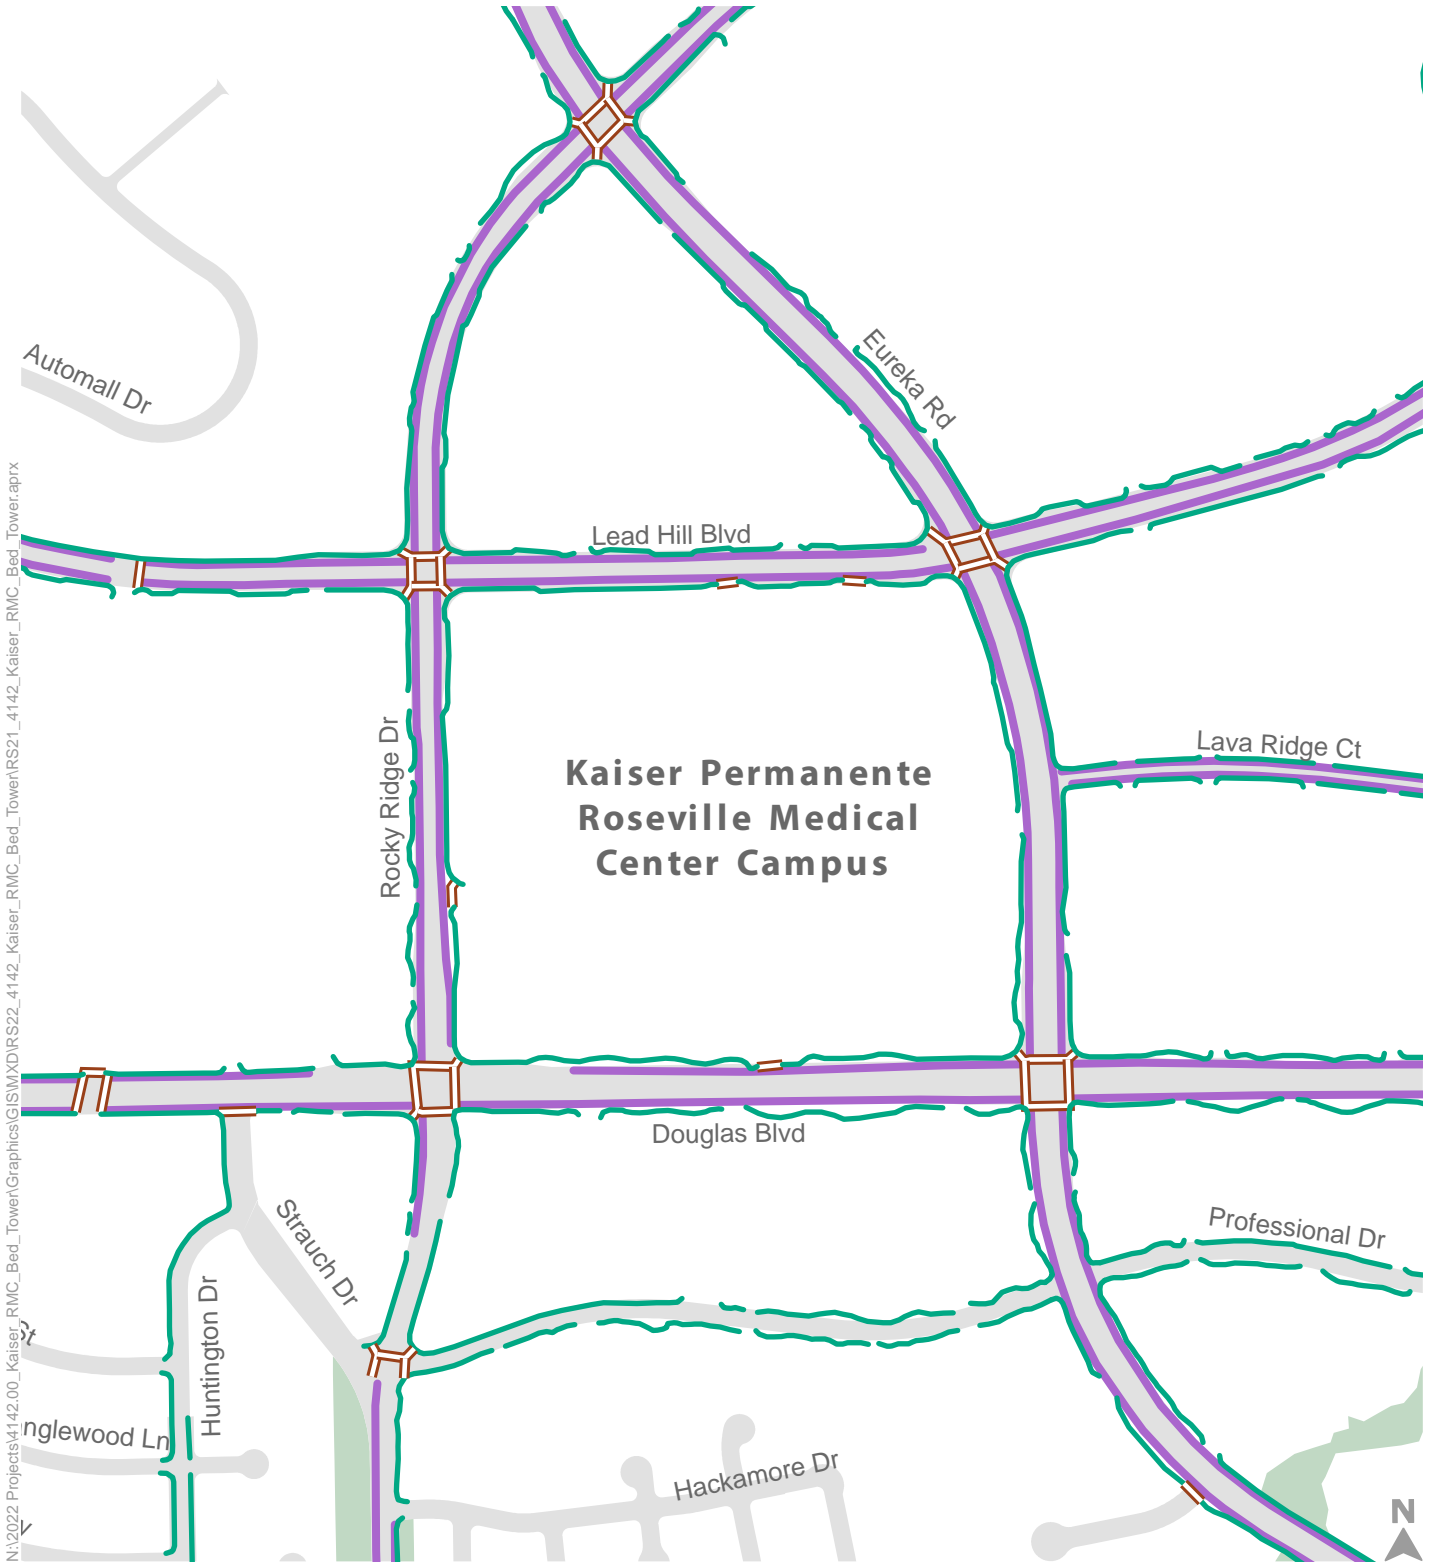 Automall Dr
Eureka Rd
Lead Hill Blvd
Rocky Ridge Dr
Lava Ridge Ct
Kaiser Permanente
Roseville Medical
Center Campus
Douglas Blvd
Strauch Dr
Professional Dr
Huntington Dr
St
nglewood Ln
Hackamore Dr
N
N:\2022 Projects\4142.00_Kaiser_RMC_Bed_Tower\Graphics\GIS\MXD\RS22_4142_Kaiser_RMC_Bed_Tower\RS21_4142_Kaiser_RMC_Bed_Tower.aprx